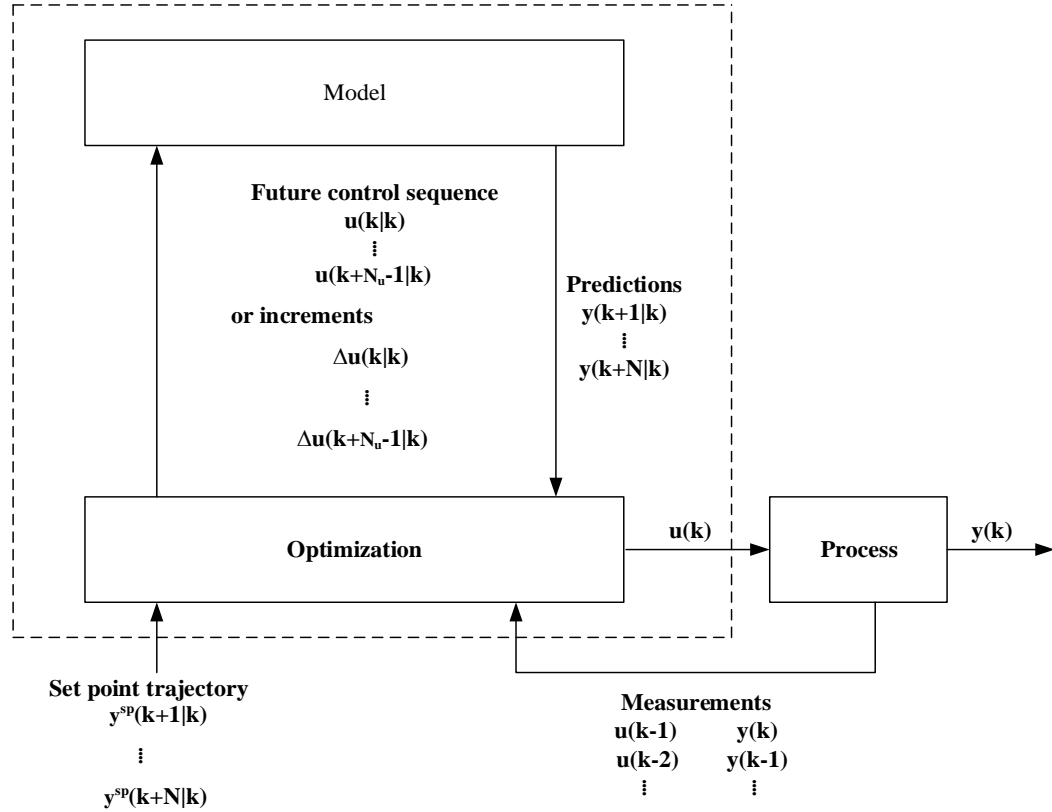 Model
Future control sequence
u(k|k)
⋮
u(k+Nᵤ-1|k)
or increments
Δu(k|k)
⋮
Δu(k+Nᵤ-1|k)
Predictions
y(k+1|k)
⋮
y(k+N|k)
Optimization
u(k)
Process
y(k)
Set point trajectory
yˢᵖ(k+1|k)
⋮
yˢᵖ(k+N|k)
Measurements
u(k-1) y(k)
u(k-2) y(k-1)
⋮ ⋮